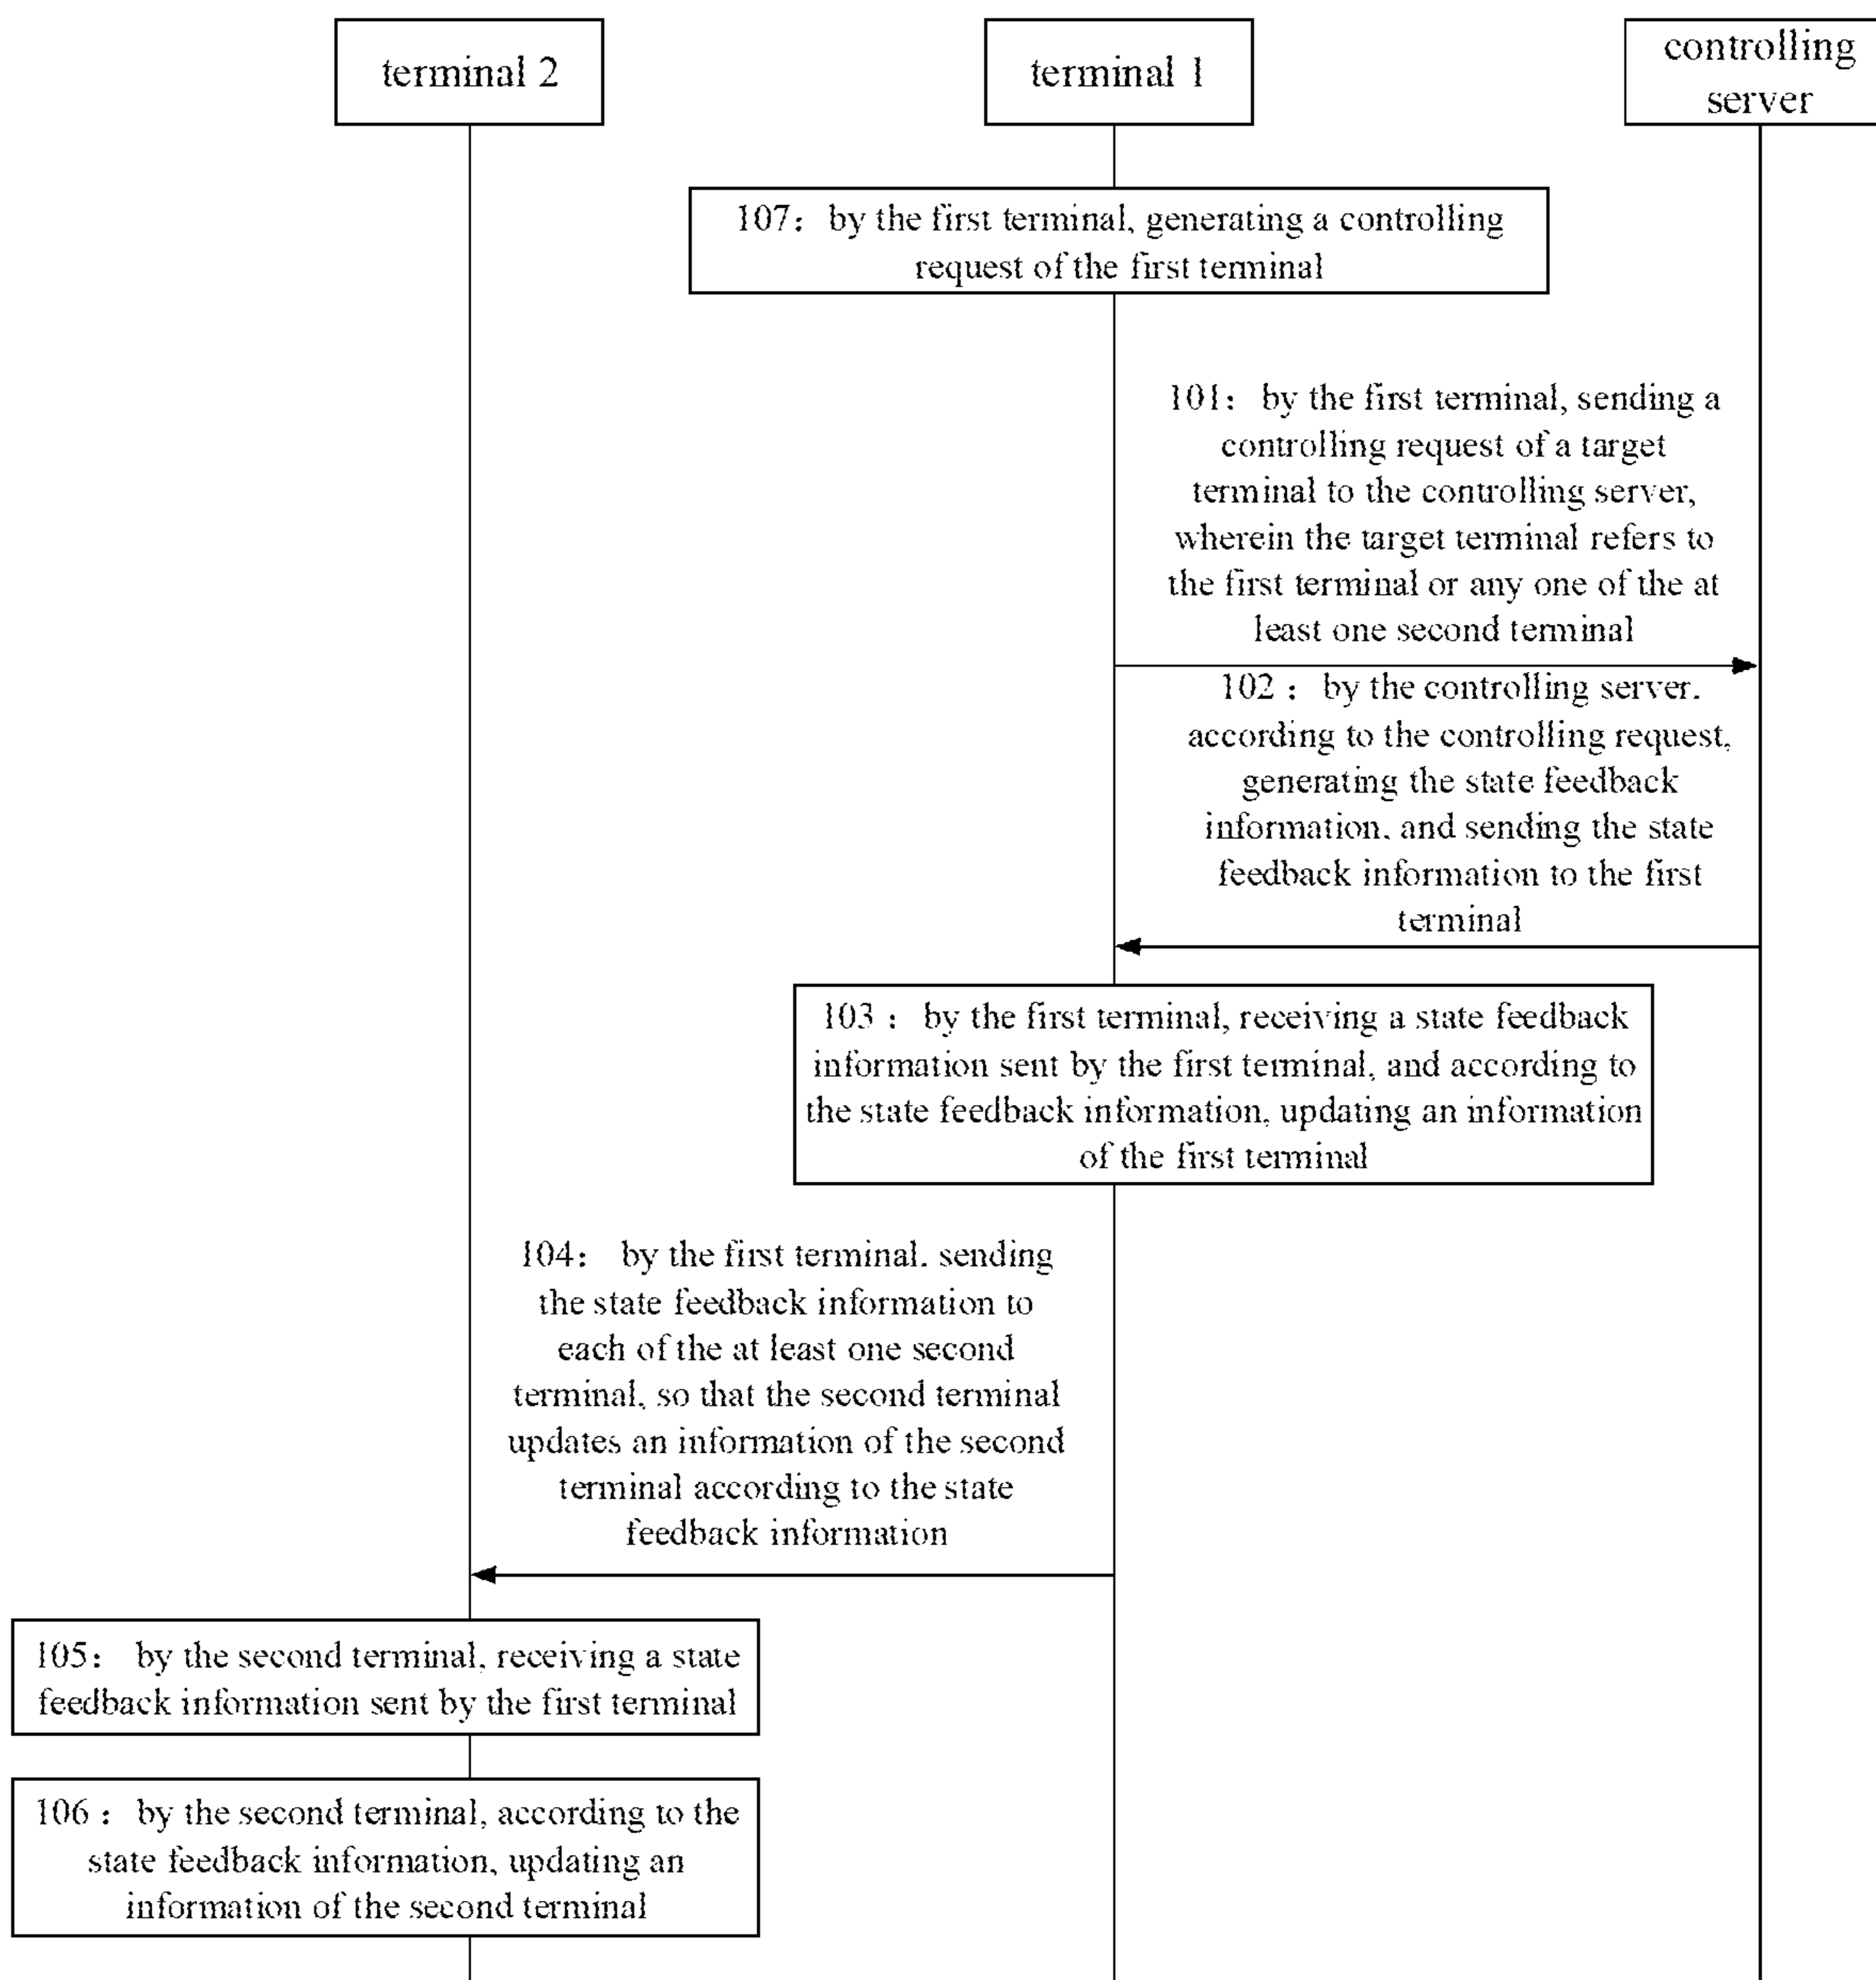 terminal 2
terminal 1
controlling
server
107： by the first terminal, generating a controlling
request of the first terminal
101： by the first terminal, sending a
controlling request of a target
terminal to the controlling server,
wherein the target terminal refers to
the first terminal or any one of the at
least one second terminal
102： by the controlling server,
according to the controlling request,
generating the state feedback
information, and sending the state
feedback information to the first
terminal
103： by the first terminal, receiving a state feedback
information sent by the first terminal, and according to
the state feedback information, updating an information
of the first terminal
104： by the first terminal, sending
the state feedback information to
each of the at least one second
terminal, so that the second terminal
updates an information of the second
terminal according to the state
feedback information
105： by the second terminal, receiving a state
feedback information sent by the first terminal
106： by the second terminal, according to the
state feedback information, updating an
information of the second terminal